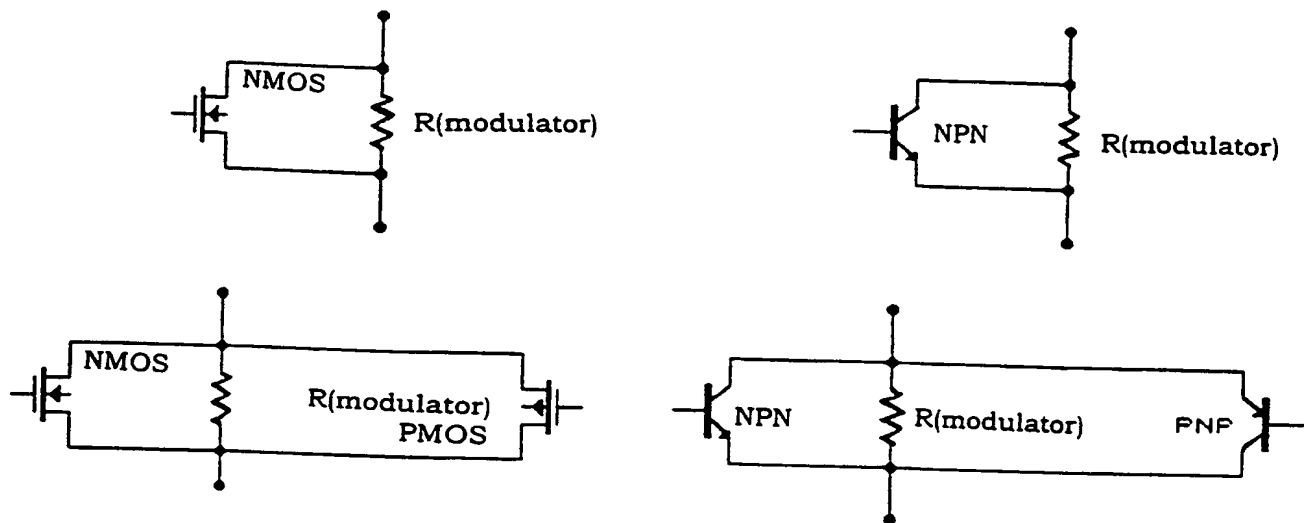 NMOS
R(modulator)
NPN
R(modulator)
NMOS
R(modulator)
PMOS
NPN
R(modulator)
PNP